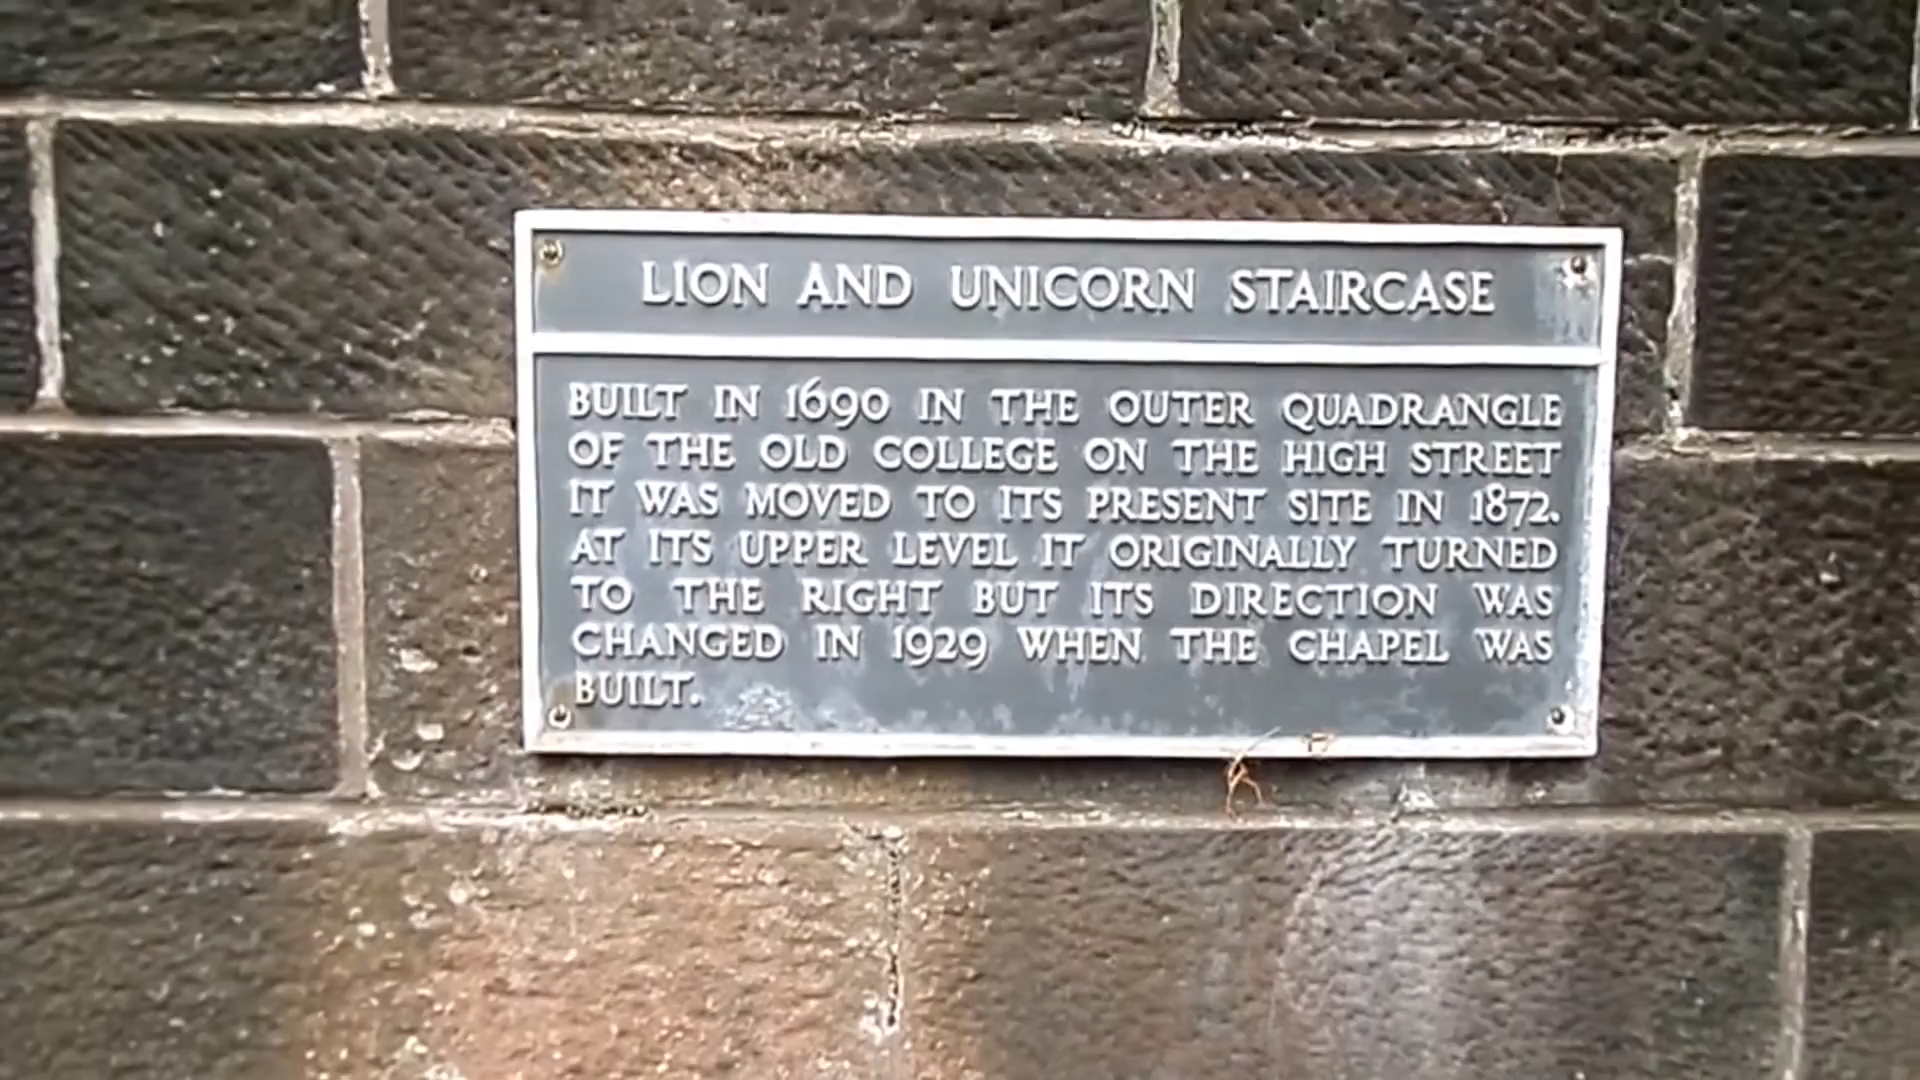 LION AND UNICORN STAIRCASE
BUILT IN 1690 IN THE OUTER QUADRANGLE
OF THE OLD COLLEGE ON THE HIGH STREET
IT WAS MOVED TO ITS PRESENT SITE IN 1872.
AT ITS UPPER LEVEL IT ORIGINALLY TURNED
TO THE RIGHT BUT ITS DIRECTION WAS
CHANGED IN 1929 WHEN THE CHAPEL WAS
BUILT.